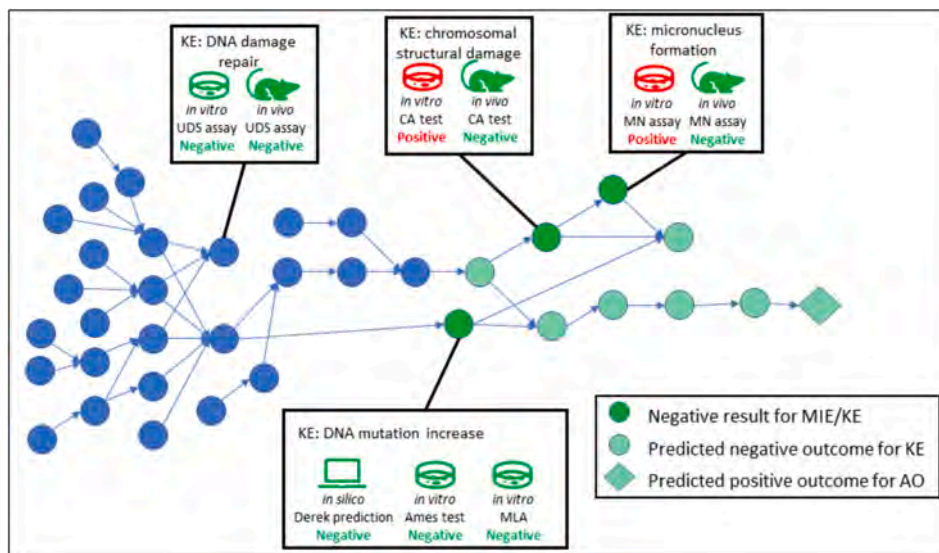 KE: DNA damage
repair
in vitro in vivo
UDS assay UDS assay
Negative Negative
KE: chromosomal
structural damage
in vitro in vivo
CA test CA test
Positive Negative
KE: micronucleus
formation
in vitro in vivo
MN assay MN assay
Positive Negative
KE: DNA mutation increase
in silico in vitro in vitro
Derek prediction Ames test MLA
Negative Negative Negative
Negative result for MIE/KE
Predicted negative outcome for KE
Predicted positive outcome for AO